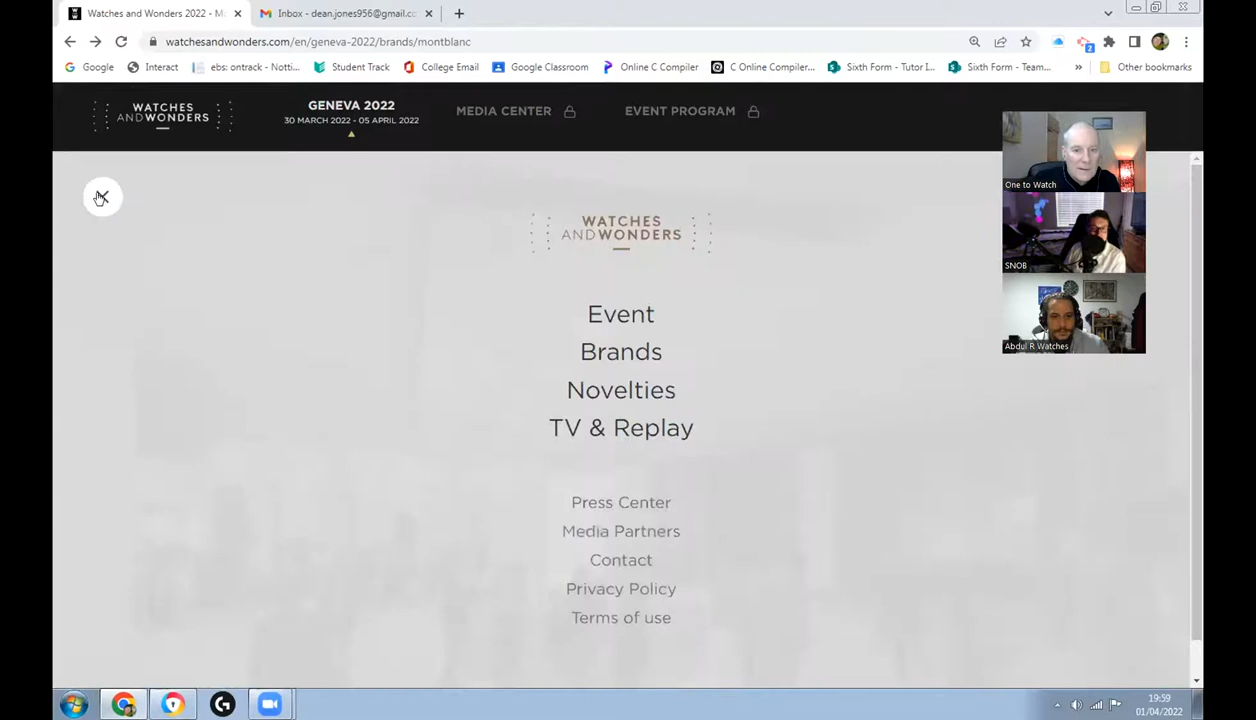 Watches and Wonders 2022 - M
Inbox - dean.jones956@gmail.cc
watchesandwonders.com/en/geneva-2022/brands/montblanc
2
Google
Interact
ebs: ontrack - Notti...
Student Track
College Email
Google Classroom
Online C Compiler
C Online Compiler...
Sixth Form - Tutor I...
Sixth Form - Team...
Other bookmarks
WATCHES
AND WONDERS
GENEVA 2022
30 MARCH 2022 - 05 APRIL 2022
MEDIA CENTER
EVENT PROGRAM
One to Watch
SNOB
Abdul R Watches
WATCHES
AND WONDERS
Event
Brands
Novelties
TV & Replay
Press Center
Media Partners
Contact
Privacy Policy
Terms of use
19:59
01/04/2022